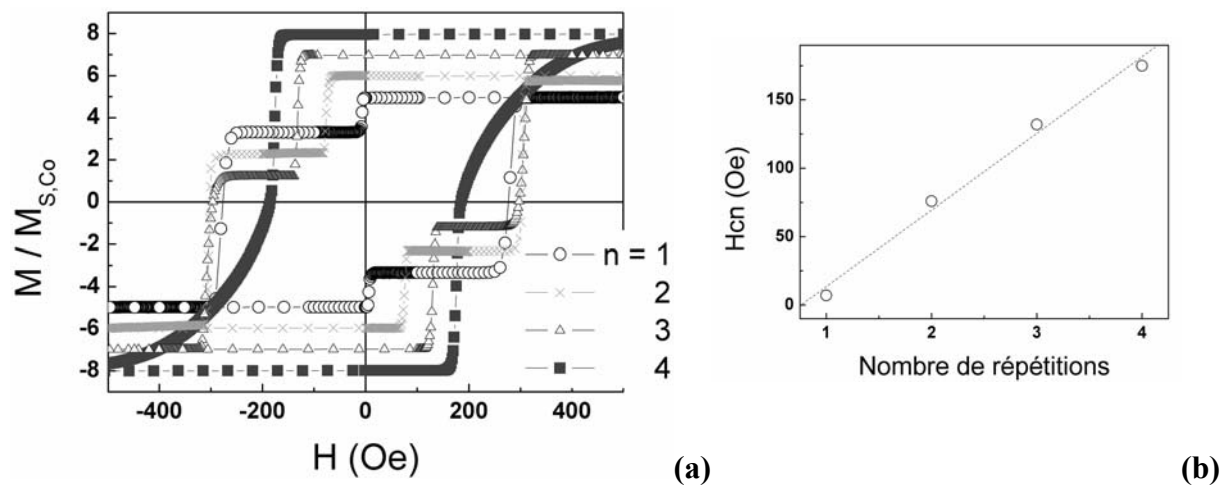 8
6
4
2
0
-2
-4
-6
-8
M / M_{S,Co}
-400 -200 0 200 400
H (Oe)
n = 1
2
3
4
(a)
150
100
50
0
Hcn (Oe)
1 2 3 4
Nombre de répétitions
(b)